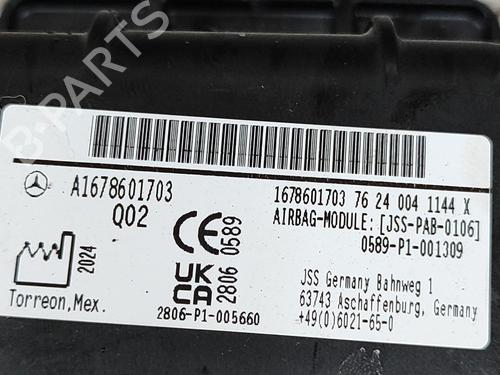 B-PARTS
A1678601703
Q02
1678601703 76 24 004 1144 X
AIRBAG-MODULE: [JSS-PAB-0106]
0589-P1-001309
0589
2024
UK
CA
2806
2806-P1-005660
Torreon, Mex.
JSS Germany Bahnweg 1
63743 Aschaffenburg, Germany
+49(0)6021-65-0